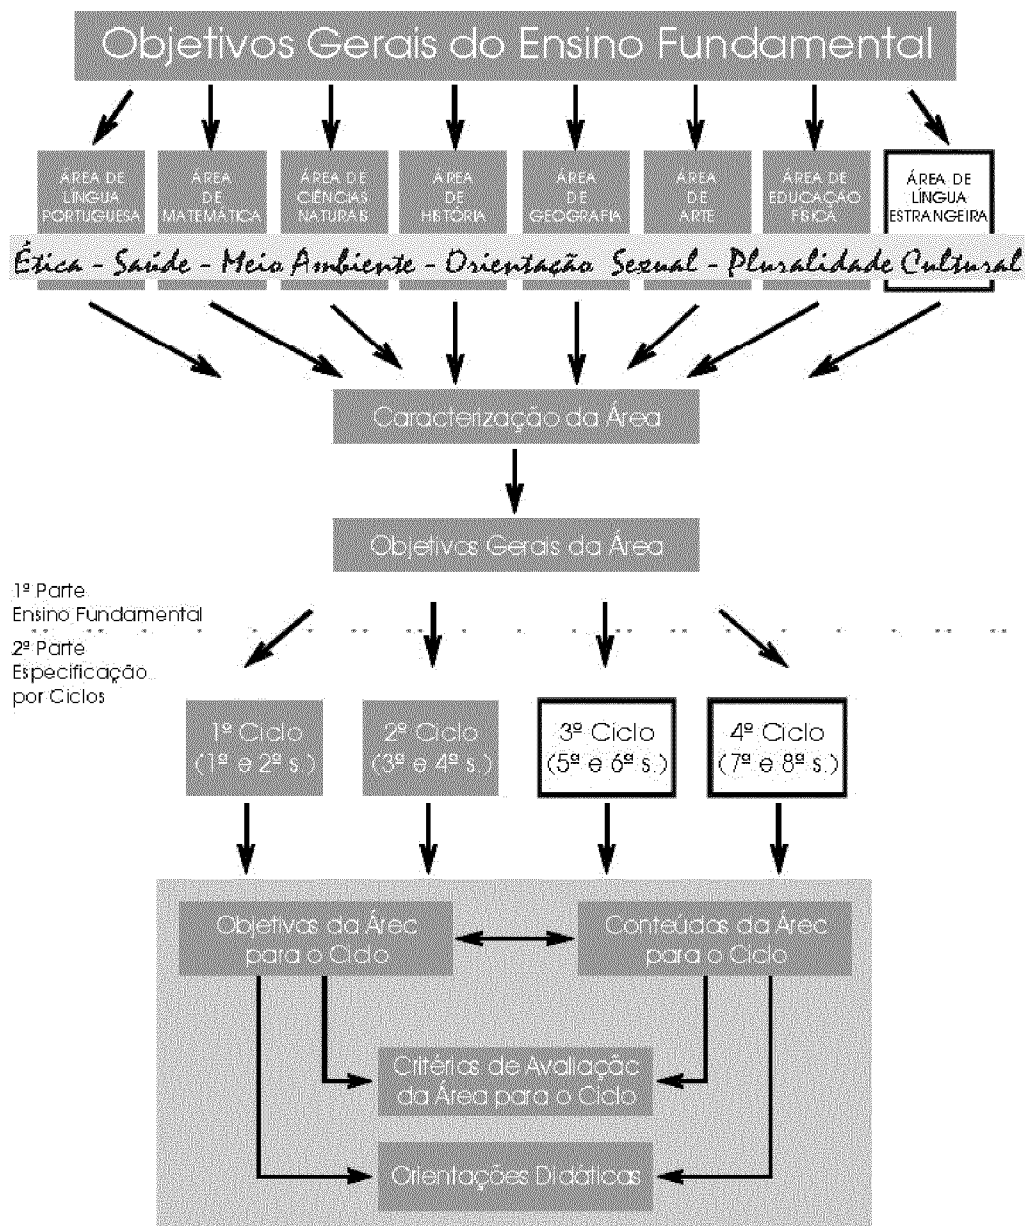 Objetivos Gerais do Ensino Fundamental
ÁREA DE
LÍNGUA
PORTUGUESA
ÁREA
DE
MATEMÁTICA
ÁREA DE
CIÊNCIAS
NATURAIS
ÁREA
DE
HISTÓRIA
ÁREA
DE
GEOGRAFIA
ÁREA
DE
ARTE
ÁREA DE
EDUCAÇÃO
FÍSICA
ÁREA DE
LÍNGUA
ESTRANGEIRA
Ética - Saúde - Meio Ambiente - Orientação Sexual - Pluralidade Cultural
Caracterização da Área
Objetivos Gerais da Área
1ª Parte
Ensino Fundamental
2ª Parte
Especificação
por Ciclos
1º Ciclo
(1ª e 2ª s.)
2º Ciclo
(3ª e 4ª s.)
3º Ciclo
(5ª e 6ª s.)
4º Ciclo
(7ª e 8ª s.)
Objetivos da Área
para o Ciclo
Conteúdos da Área
para o Ciclo
Critérios de Avaliação
da Área para o Ciclo
Orientações Didáticas